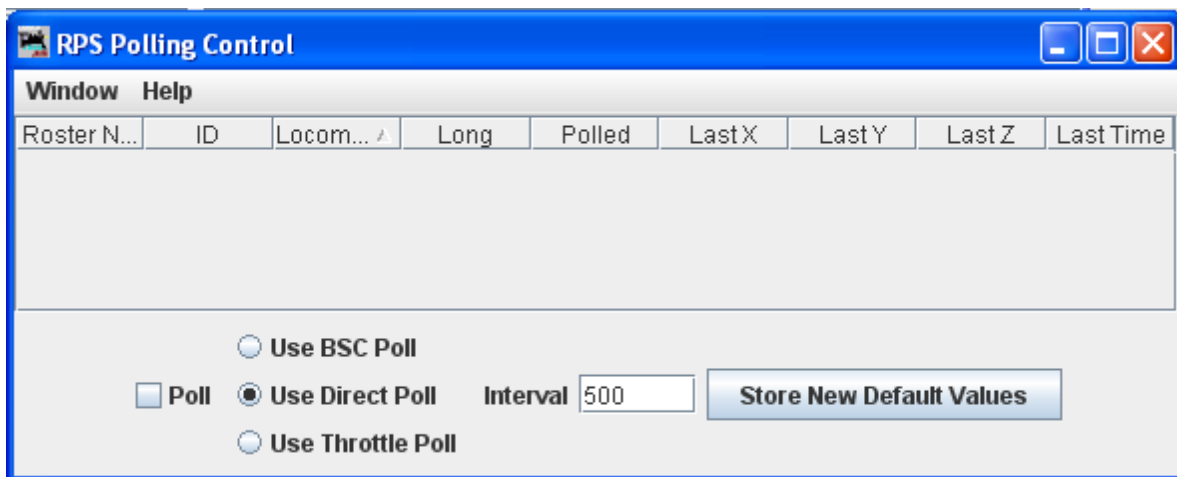 RPS Polling Control
Window Help
Roster N... ID Locom... Long Polled Last X Last Y Last Z Last Time
Use BSC Poll
Poll Use Direct Poll Interval 500 Store New Default Values
Use Throttle Poll